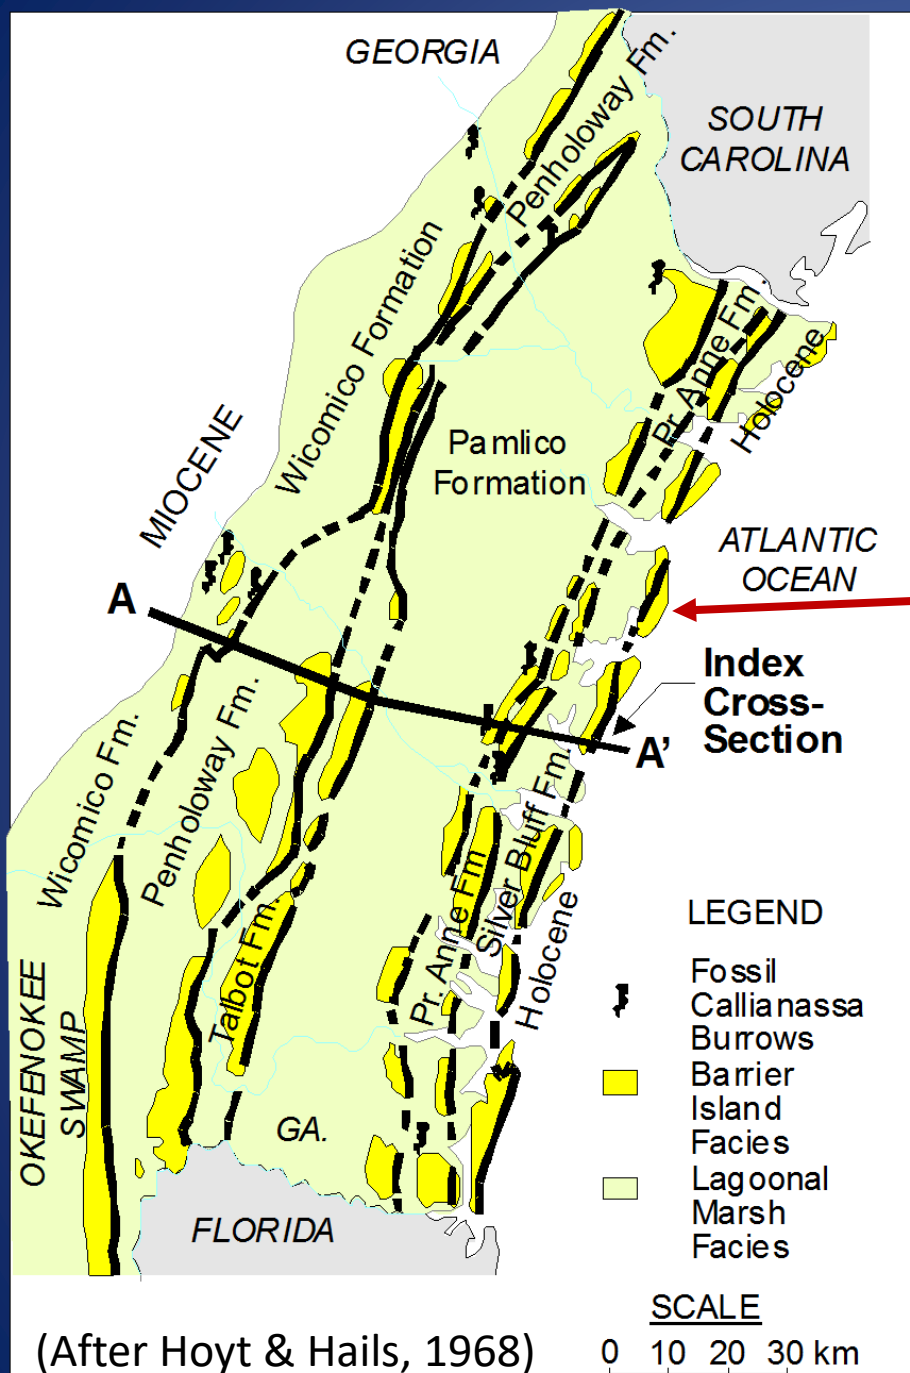 GEORGIA
SOUTH
CAROLINA
Penholoway Fm.
Wicomico Formation
Pr. Anne Fm.
Holocene
MIOCENE
Pamlico
Formation
ATLANTIC
OCEAN
A
Index
Cross-
Section
A’
Wicomico Fm.
Penholoway Fm.
Talbot Fm.
Pr. Anne Fm
Silver Bluff Fm.
Holocene
OKEFENOKEE
SWAMP
GA.
FLORIDA
LEGEND
Fossil
Callianassa
Burrows
Barrier
Island
Facies
Lagoonal
Marsh
Facies
SCALE
0 10 20 30 km
(After Hoyt & Hails, 1968)